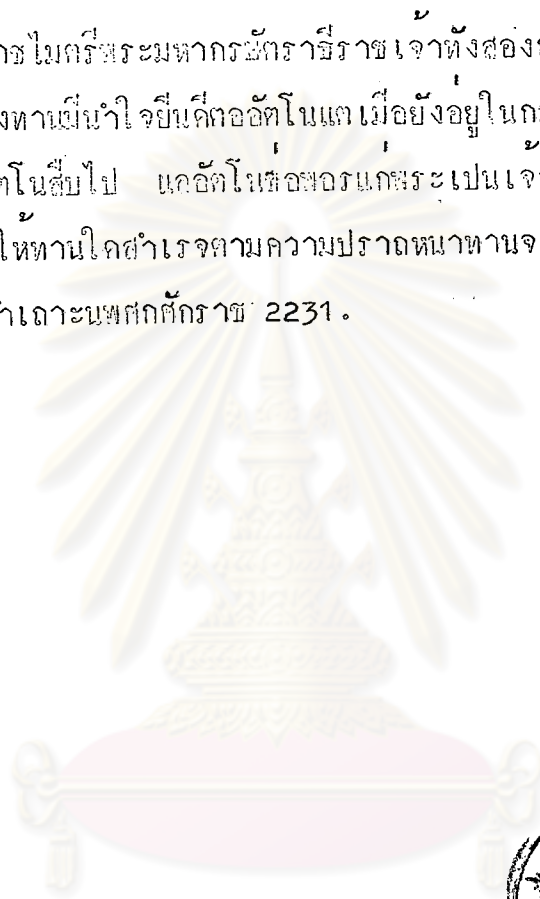 าชไมตรีพระมหากรษัตราธิราชเจ้าทั้งสอง
งทานมีนำใจยีนดีตออัตโนแตเมือยังอยูในก
ตโนสืบไป แคอัตโนฃ่อพอรแก่พระเปนเจ้
ให้ทานใดสำเรจตามความปราถหนาทานจ
ำเถาะนพศกศักราช 2231.